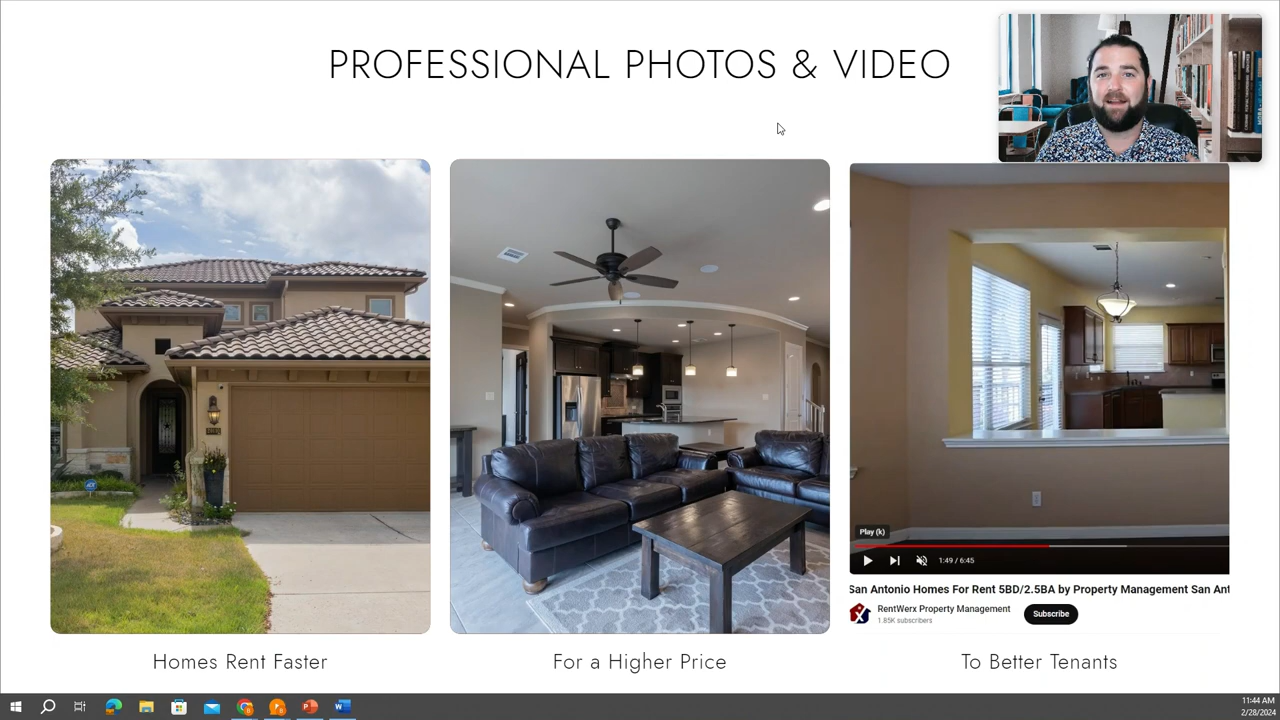 PROFESSIONAL PHOTOS & VIDEO
Play (k)
1:49 / 6:45
San Antonio Homes For Rent 5BD/2.5BA by Property Management San Ant
RentWerx Property Management
1.85K subscribers
Subscribe
Homes Rent Faster
For a Higher Price
To Better Tenants
11:44 AM
2/28/2024